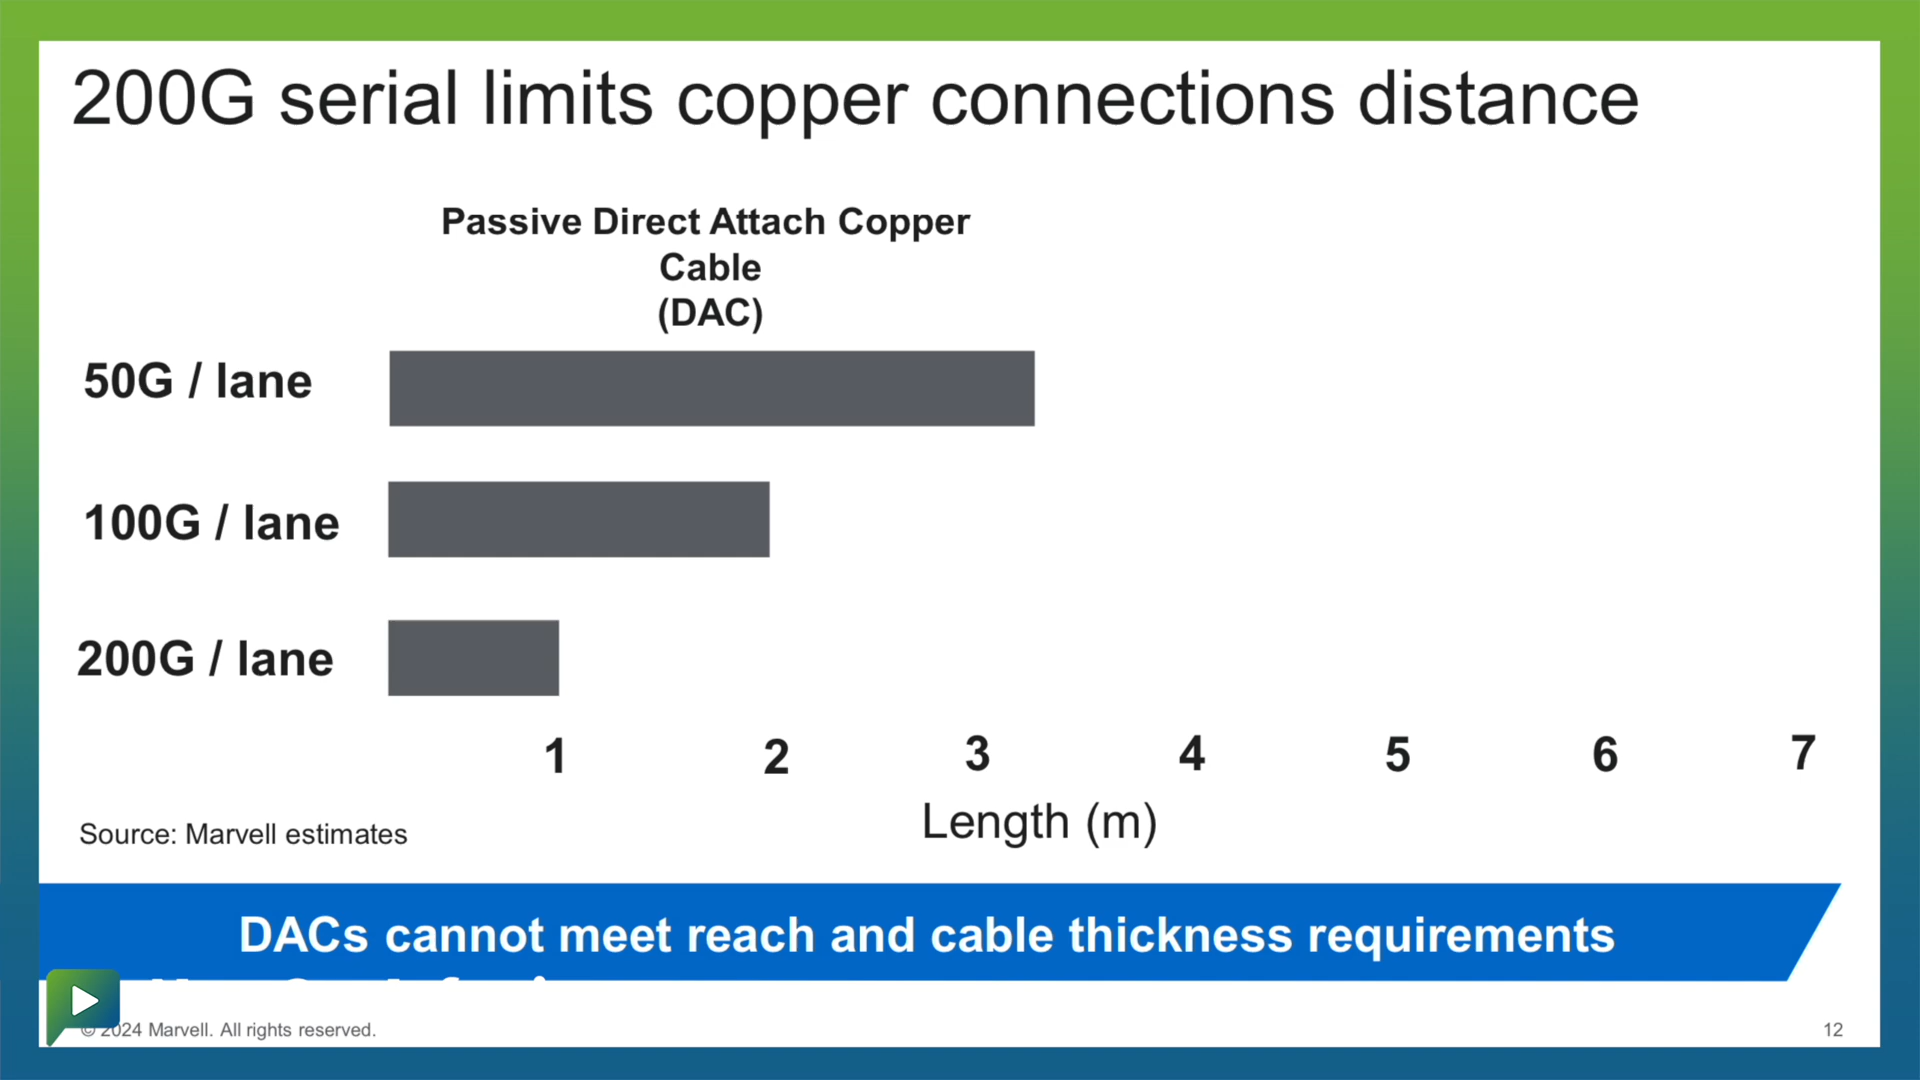 200G serial limits copper connections distance
Passive Direct Attach Copper
Cable
(DAC)
50G / lane
100G / lane
200G / lane
1 2 3 4 5 6 7
Length (m)
Source: Marvell estimates
DACs cannot meet reach and cable thickness requirements
© 2024 Marvell. All rights reserved.
12